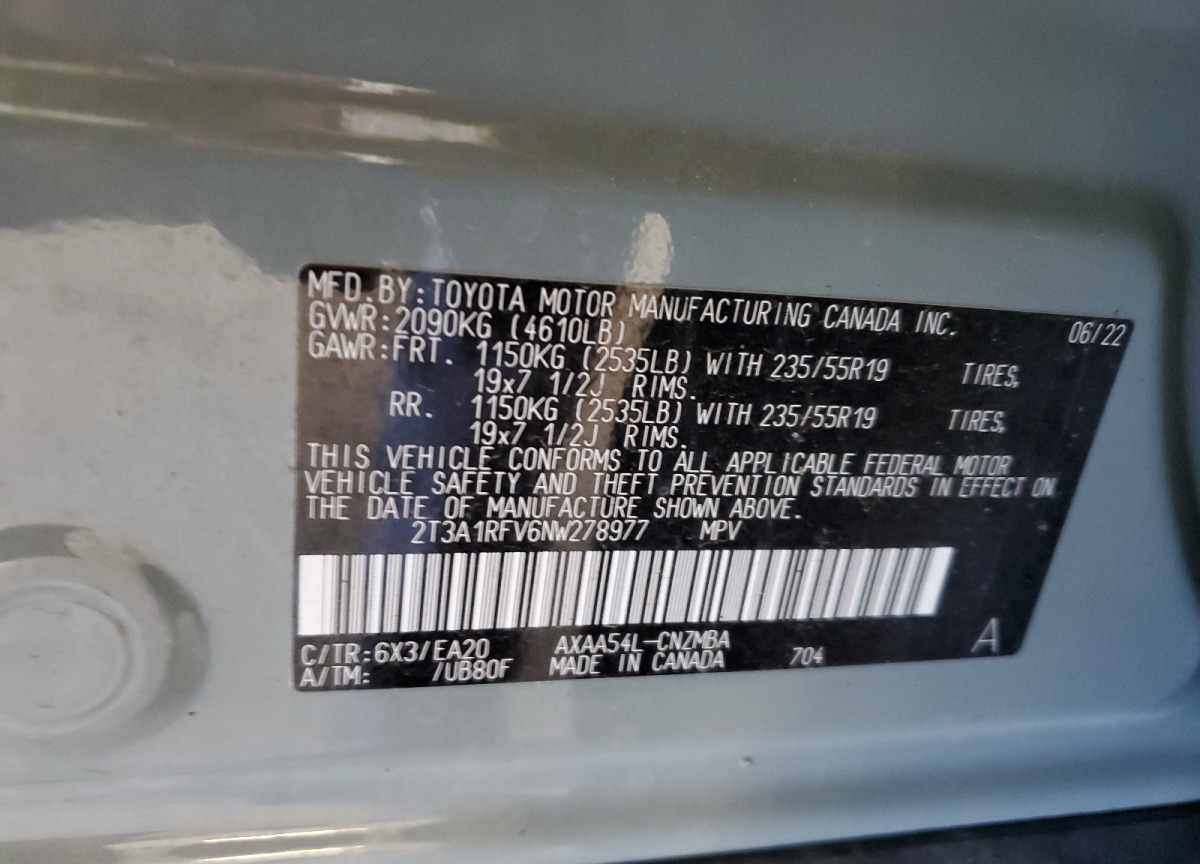 MFD.BY:TOYOTA MOTOR MANUFACTURING CANADA INC. 06/22
GVWR:2090KG (4610LB)
GAWR:FRT. 1150KG (2535LB) WITH 235/55R19 TIRES,
19x7 1/2J RIMS.
RR. 1150KG (2535LB) WITH 235/55R19 TIRES,
19x7 1/2J RIMS.
THIS VEHICLE CONFORMS TO ALL APPLICABLE FEDERAL MOTOR
VEHICLE SAFETY AND THEFT PREVENTION STANDARDS IN EFFECT ON
THE DATE OF MANUFACTURE SHOWN ABOVE.
2T3A1RFV6NW278977 MPV
C/TR:6X3/EA20 AXAA54L-CNZMBA
A/TM: /UB80F MADE IN CANADA 704 A